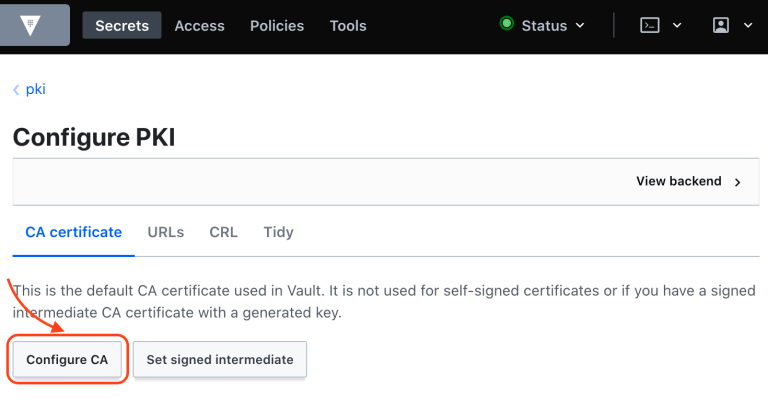 Secrets Access Policies Tools Status
pki
Configure PKI
View backend
CA certificate URLs CRL Tidy
This is the default CA certificate used in Vault. It is not used for self-signed certificates or if you have a signed
intermediate CA certificate with a generated key.
Configure CA Set signed intermediate